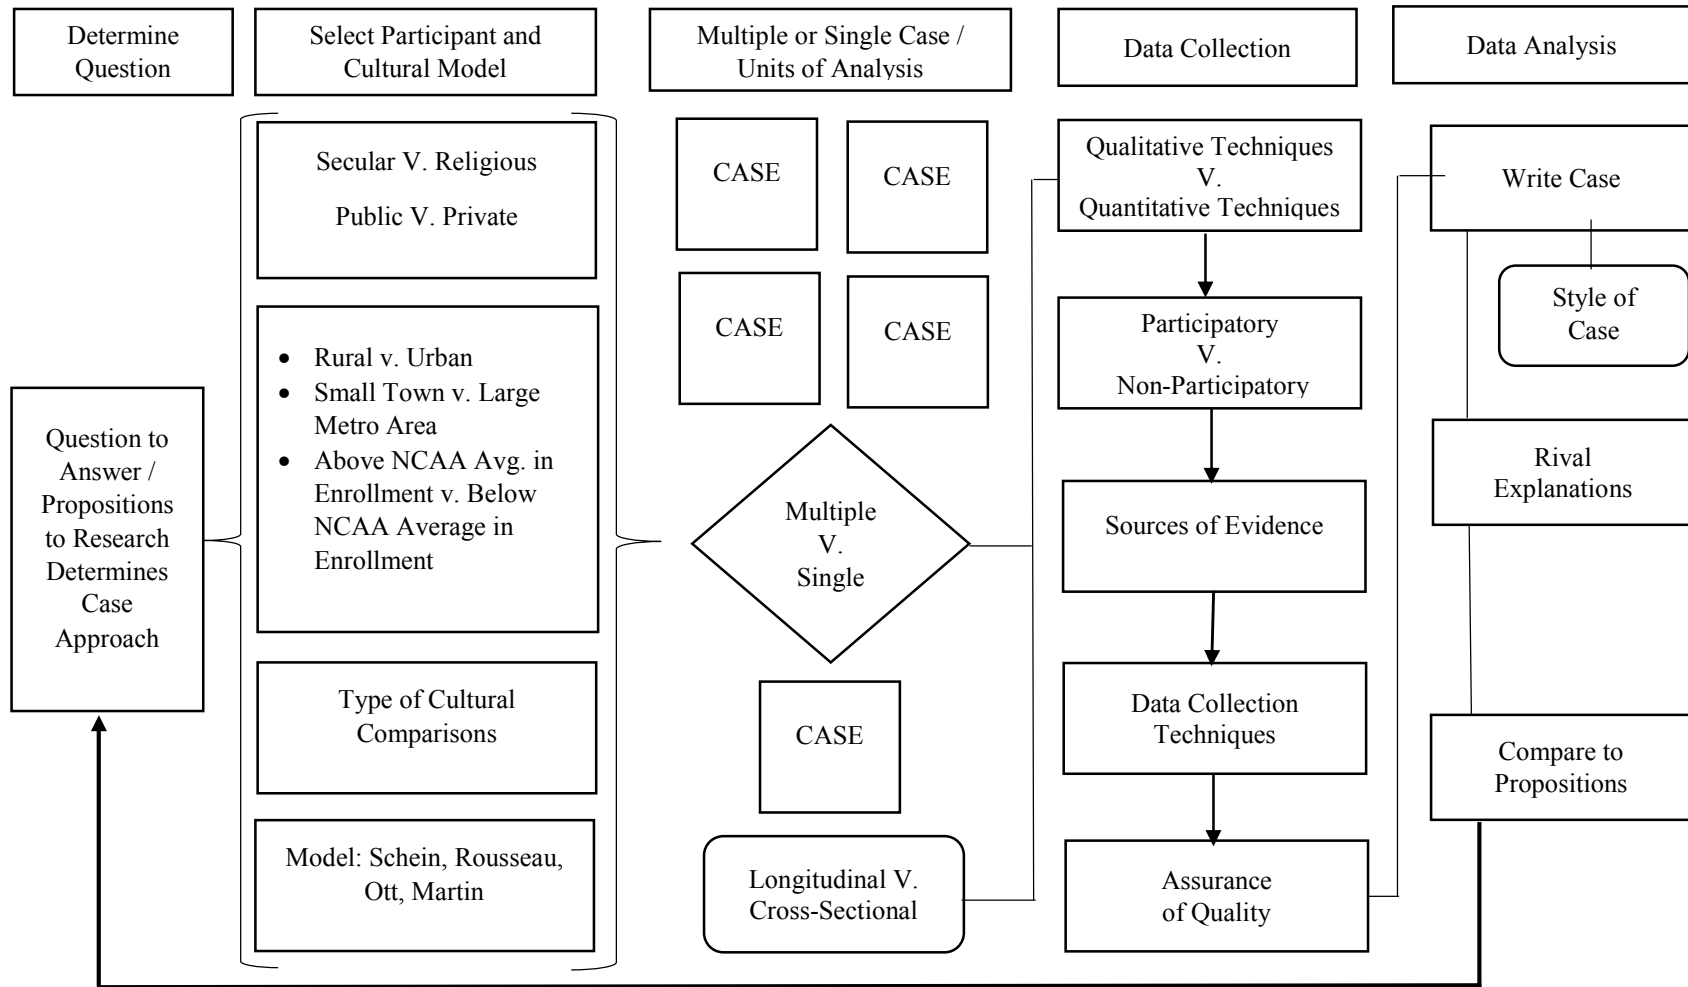 Determine
Question
Select Participant and
Cultural Model
Multiple or Single Case /
Units of Analysis
Data Collection
Data Analysis
Question to
Answer /
Propositions
to Research
Determines
Case
Approach
Secular V. Religious
Public V. Private
• Rural v. Urban
• Small Town v. Large
Metro Area
• Above NCAA Avg. in
Enrollment v. Below
NCAA Average in
Enrollment
Type of Cultural
Comparisons
Model: Schein, Rousseau,
Ott, Martin
CASE
CASE
CASE
CASE
Multiple
V.
Single
CASE
Longitudinal V.
Cross-Sectional
Qualitative Techniques
V.
Quantitative Techniques
Participatory
V.
Non-Participatory
Sources of Evidence
Data Collection
Techniques
Assurance
of Quality
Write Case
Style of
Case
Rival
Explanations
Compare to
Propositions